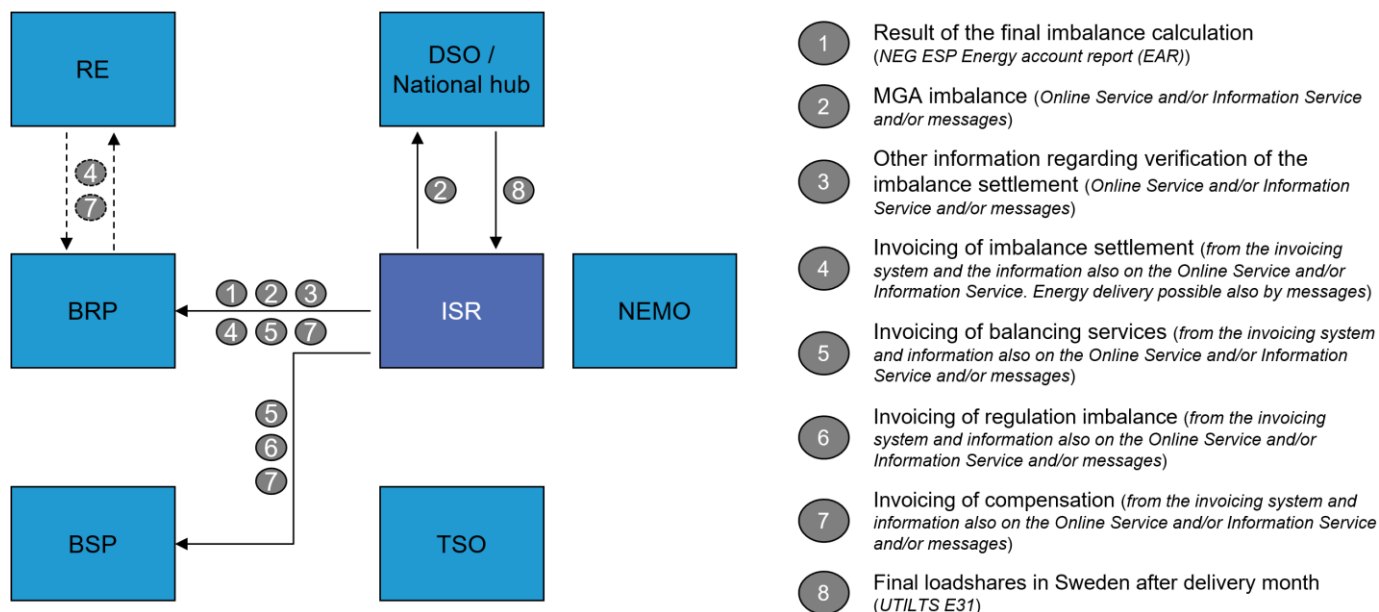 RE
DSO /
National hub
4
7
2
8
BRP
1 2 3
4 5 7
ISR
NEMO
5
6
7
BSP
TSO
1
Result of the final imbalance calculation
(NEG ESP Energy account report (EAR))
2
MGA imbalance (Online Service and/or Information Service
and/or messages)
3
Other information regarding verification of the
imbalance settlement (Online Service and/or Information
Service and/or messages)
4
Invoicing of imbalance settlement (from the invoicing
system and the information also on the Online Service and/or
Information Service. Energy delivery possible also by messages)
5
Invoicing of balancing services (from the invoicing system
and information also on the Online Service and/or Information
Service and/or messages)
6
Invoicing of regulation imbalance (from the invoicing
system and information also on the Online Service and/or
Information Service and/or messages)
7
Invoicing of compensation (from the invoicing system and
information also on the Online Service and/or Information Service
and/or messages)
8
Final loadshares in Sweden after delivery month
(UTILTS E31)